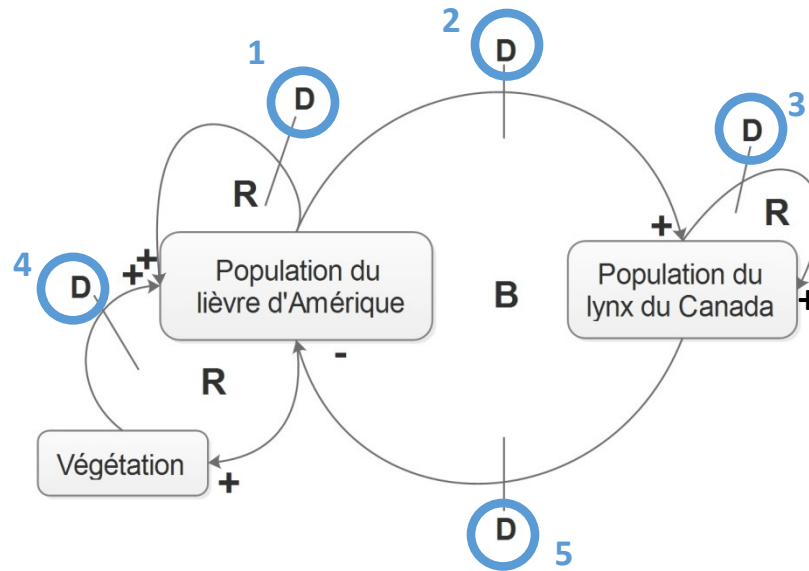 2
D
1
D
3
D
R
R
+
+
+
4
D
Population du
lièvre d'Amérique
B
Population du
lynx du Canada
+
-
R
Végétation
+
D
5